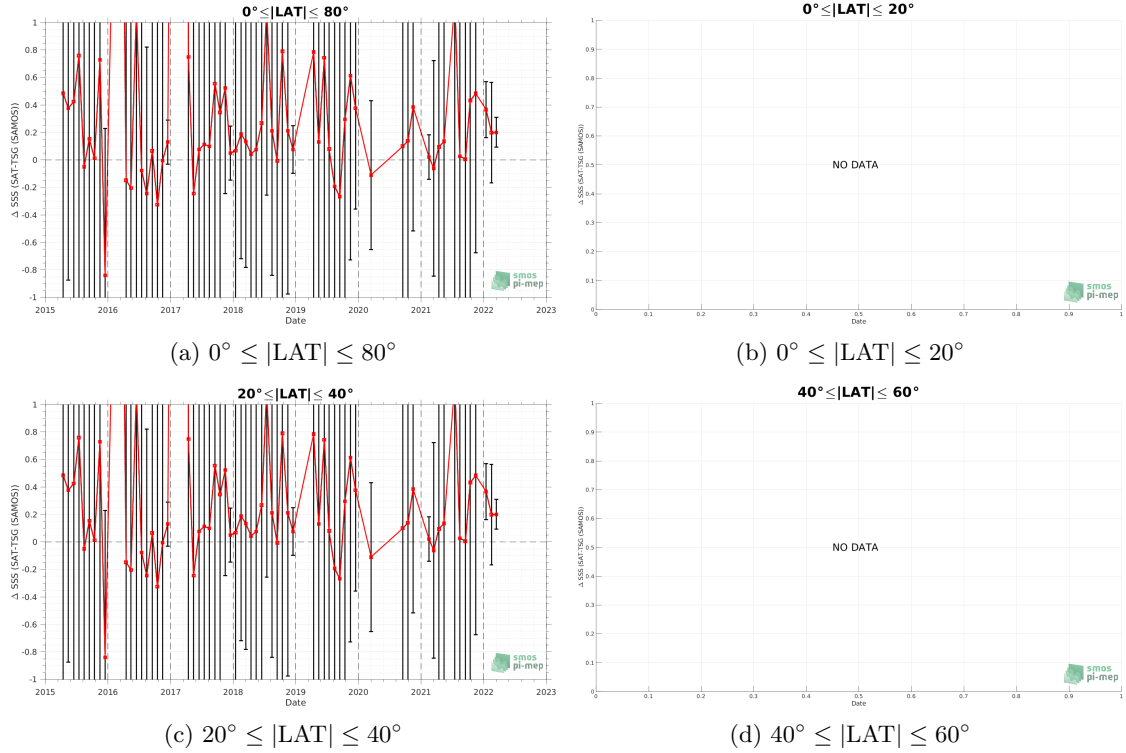 0°≤|LAT|≤ 80°
Δ SSS (SAT-TSG (SAMOS))
1
0.8
0.6
0.4
0.2
0
-0.2
-0.4
-0.6
-0.8
-1
2015 2016 2017 2018 2019 2020 2021 2022 2023
Date
smos
pi-mep
(a) 0° ≤ |LAT| ≤ 80°
0°≤|LAT|≤ 20°
Δ SSS (SAT-TSG (SAMOS))
1
0.9
0.8
0.7
0.6
0.5
0.4
0.3
0.2
0.1
0
NO DATA
0 0.1 0.2 0.3 0.4 0.5 0.6 0.7 0.8 0.9 1
Date
smos
pi-mep
(b) 0° ≤ |LAT| ≤ 20°
20°≤|LAT|≤ 40°
Δ SSS (SAT-TSG (SAMOS))
1
0.8
0.6
0.4
0.2
0
-0.2
-0.4
-0.6
-0.8
-1
2015 2016 2017 2018 2019 2020 2021 2022 2023
Date
smos
pi-mep
(c) 20° ≤ |LAT| ≤ 40°
40°≤|LAT|≤ 60°
Δ SSS (SAT-TSG (SAMOS))
1
0.9
0.8
0.7
0.6
0.5
0.4
0.3
0.2
0.1
0
NO DATA
0 0.1 0.2 0.3 0.4 0.5 0.6 0.7 0.8 0.9 1
Date
smos
pi-mep
(d) 40° ≤ |LAT| ≤ 60°